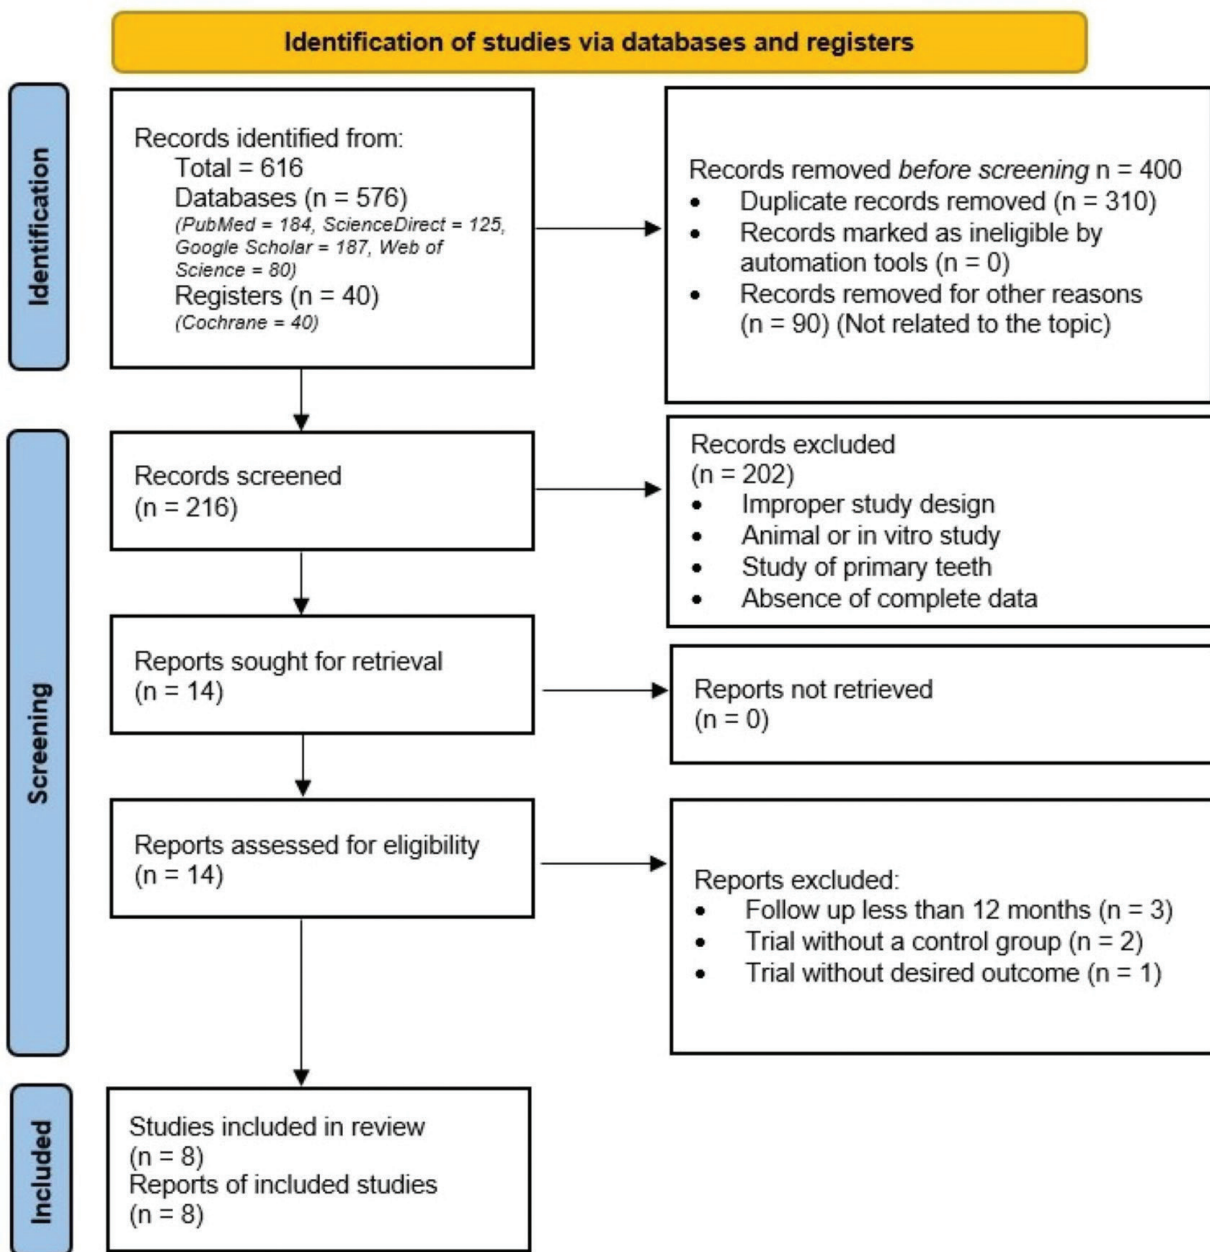 Identification of studies via databases and registers
Identification
Records identified from:
Total = 616
Databases (n = 576)
(PubMed = 184, ScienceDirect = 125,
Google Scholar = 187, Web of
Science = 80)
Registers (n = 40)
(Cochrane = 40)
Records removed before screening n = 400
• Duplicate records removed (n = 310)
• Records marked as ineligible by
automation tools (n = 0)
• Records removed for other reasons
(n = 90) (Not related to the topic)
Screening
Records screened
(n = 216)
Records excluded
(n = 202)
• Improper study design
• Animal or in vitro study
• Study of primary teeth
• Absence of complete data
Reports sought for retrieval
(n = 14)
Reports not retrieved
(n = 0)
Reports assessed for eligibility
(n = 14)
Reports excluded:
• Follow up less than 12 months (n = 3)
• Trial without a control group (n = 2)
• Trial without desired outcome (n = 1)
Included
Studies included in review
(n = 8)
Reports of included studies
(n = 8)